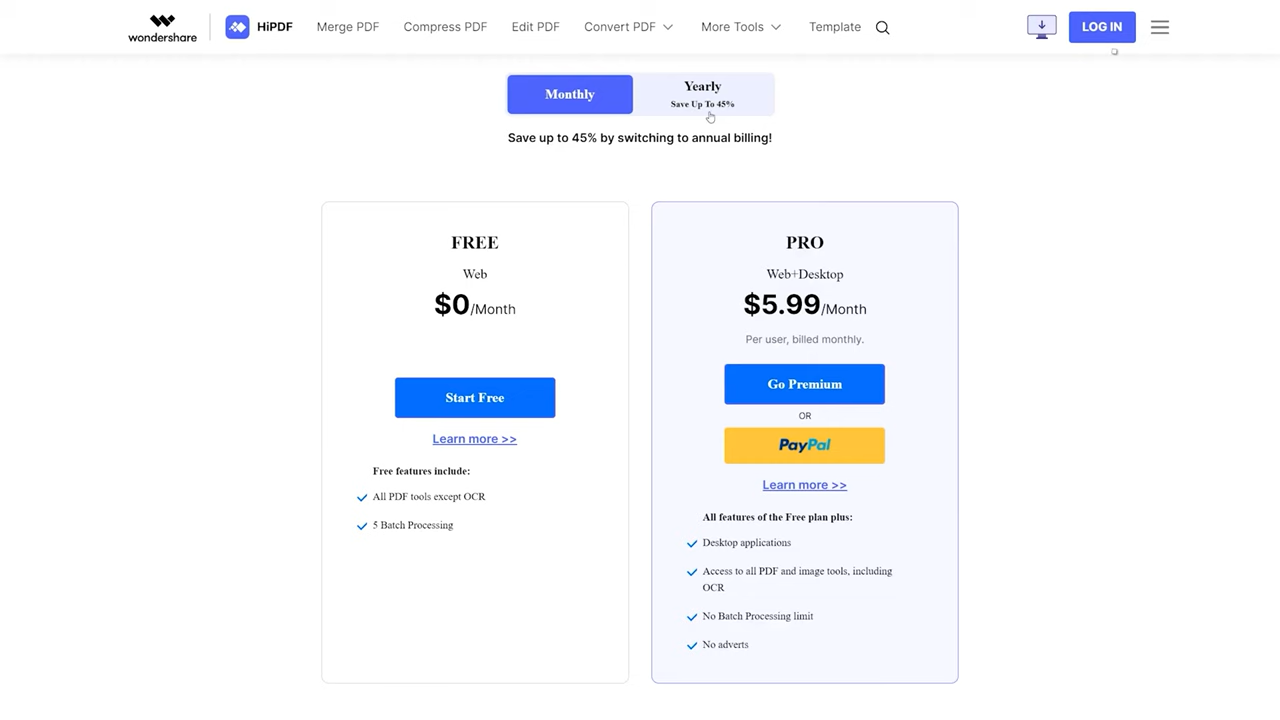 wondershare
HiPDF
Merge PDF
Compress PDF
Edit PDF
Convert PDF
More Tools
Template
LOG IN
Monthly
Yearly
Save Up To 45%
Save up to 45% by switching to annual billing!
FREE
Web
$0/Month
Start Free
Learn more >>
Free features include:
All PDF tools except OCR
5 Batch Processing
PRO
Web+Desktop
$5.99/Month
Per user, billed monthly.
Go Premium
OR
PayPal
Learn more >>
All features of the Free plan plus:
Desktop applications
Access to all PDF and image tools, including
OCR
No Batch Processing limit
No adverts